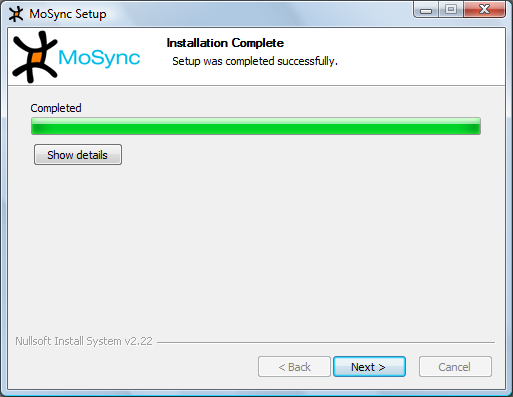 MoSync Setup
MoSync
Installation Complete
Setup was completed successfully.
Completed
Show details
Nullsoft Install System v2.22
< Back
Next >
Cancel